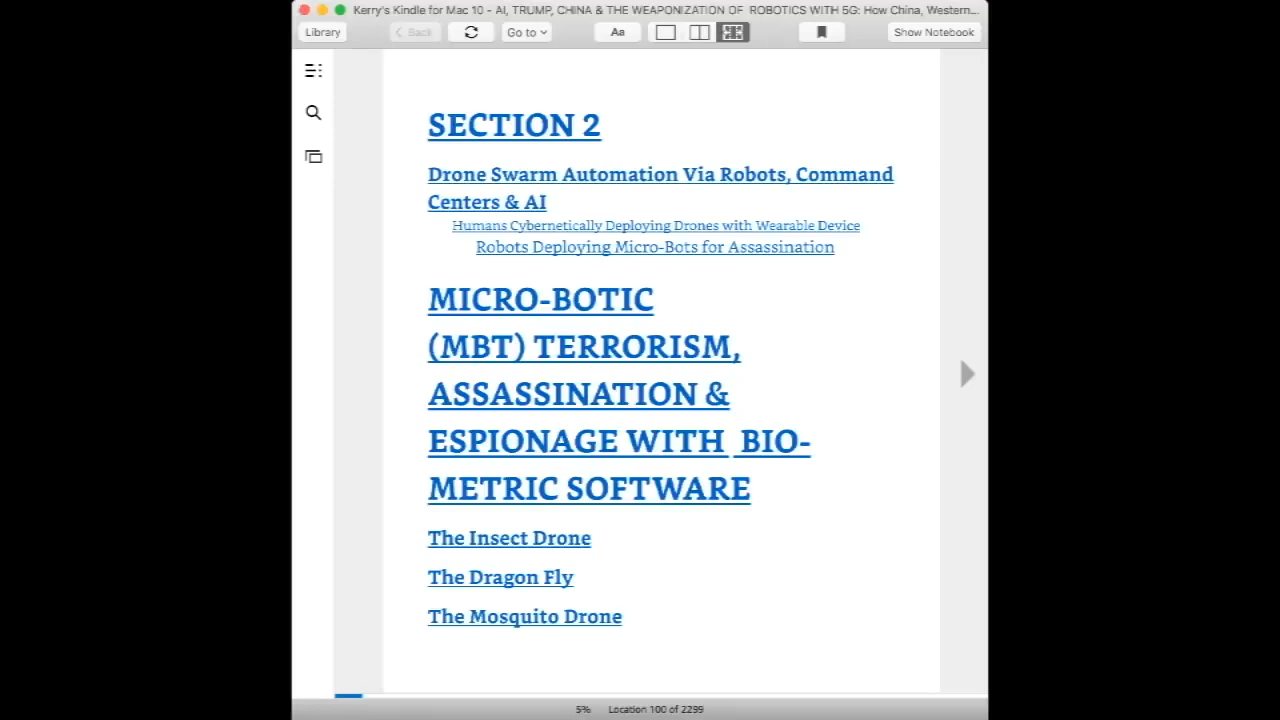 Kerry's Kindle for Mac 10 - AI, TRUMP, CHINA & THE WEAPONIZATION OF ROBOTICS WITH 5G: How China, Western...
Library
Back
Go to
Aa
Show Notebook
SECTION 2
Drone Swarm Automation Via Robots, Command
Centers & AI
Humans Cybernetically Deploying Drones with Wearable Device
Robots Deploying Micro-Bots for Assassination
MICRO-BOTIC
(MBT) TERRORISM,
ASSASSINATION &
ESPIONAGE WITH BIO-
METRIC SOFTWARE
The Insect Drone
The Dragon Fly
The Mosquito Drone
5% Location 100 of 2299